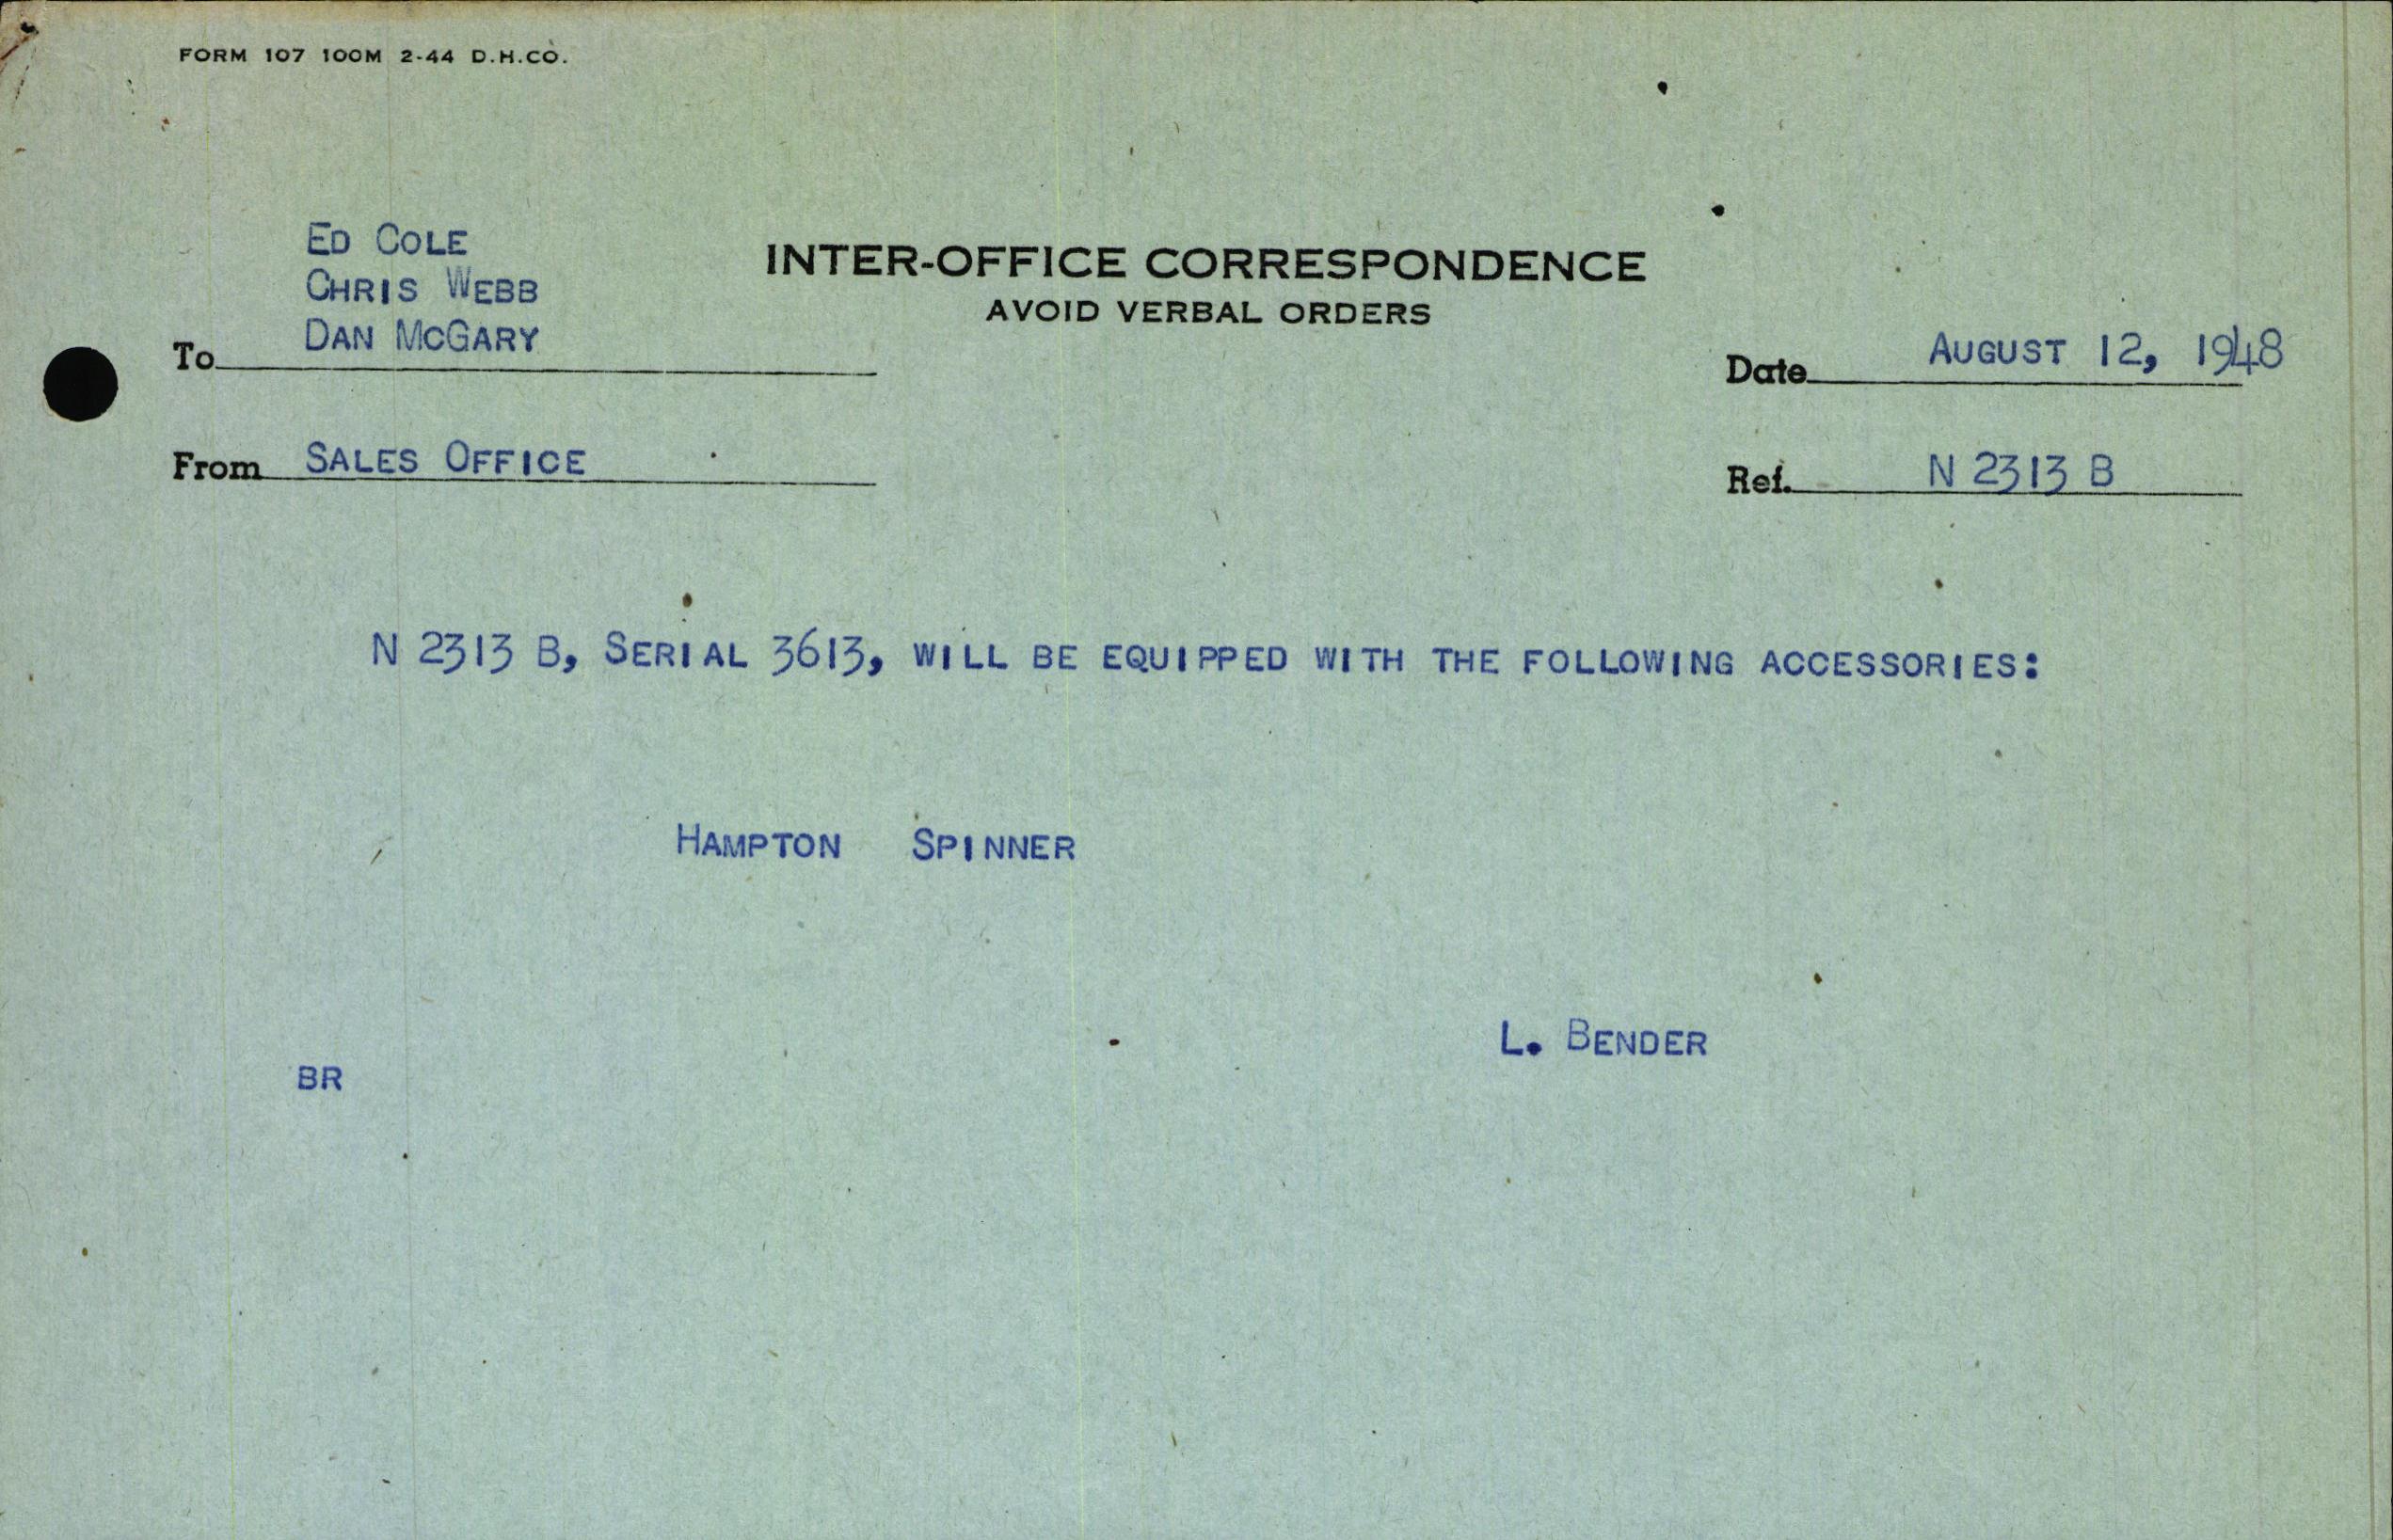 FORM 107 100M 2-44 D.H.CO.
ED COLE
CHRIS WEBB
To DAN MCGARY
INTER-OFFICE CORRESPONDENCE
AVOID VERBAL ORDERS
Date AUGUST 12, 1948
From SALES OFFICE
Ref. N 2313 B
N 2313 B, SERIAL 3613, WILL BE EQUIPPED WITH THE FOLLOWING ACCESSORIES:
HAMPTON SPINNER
L. BENDER
BR